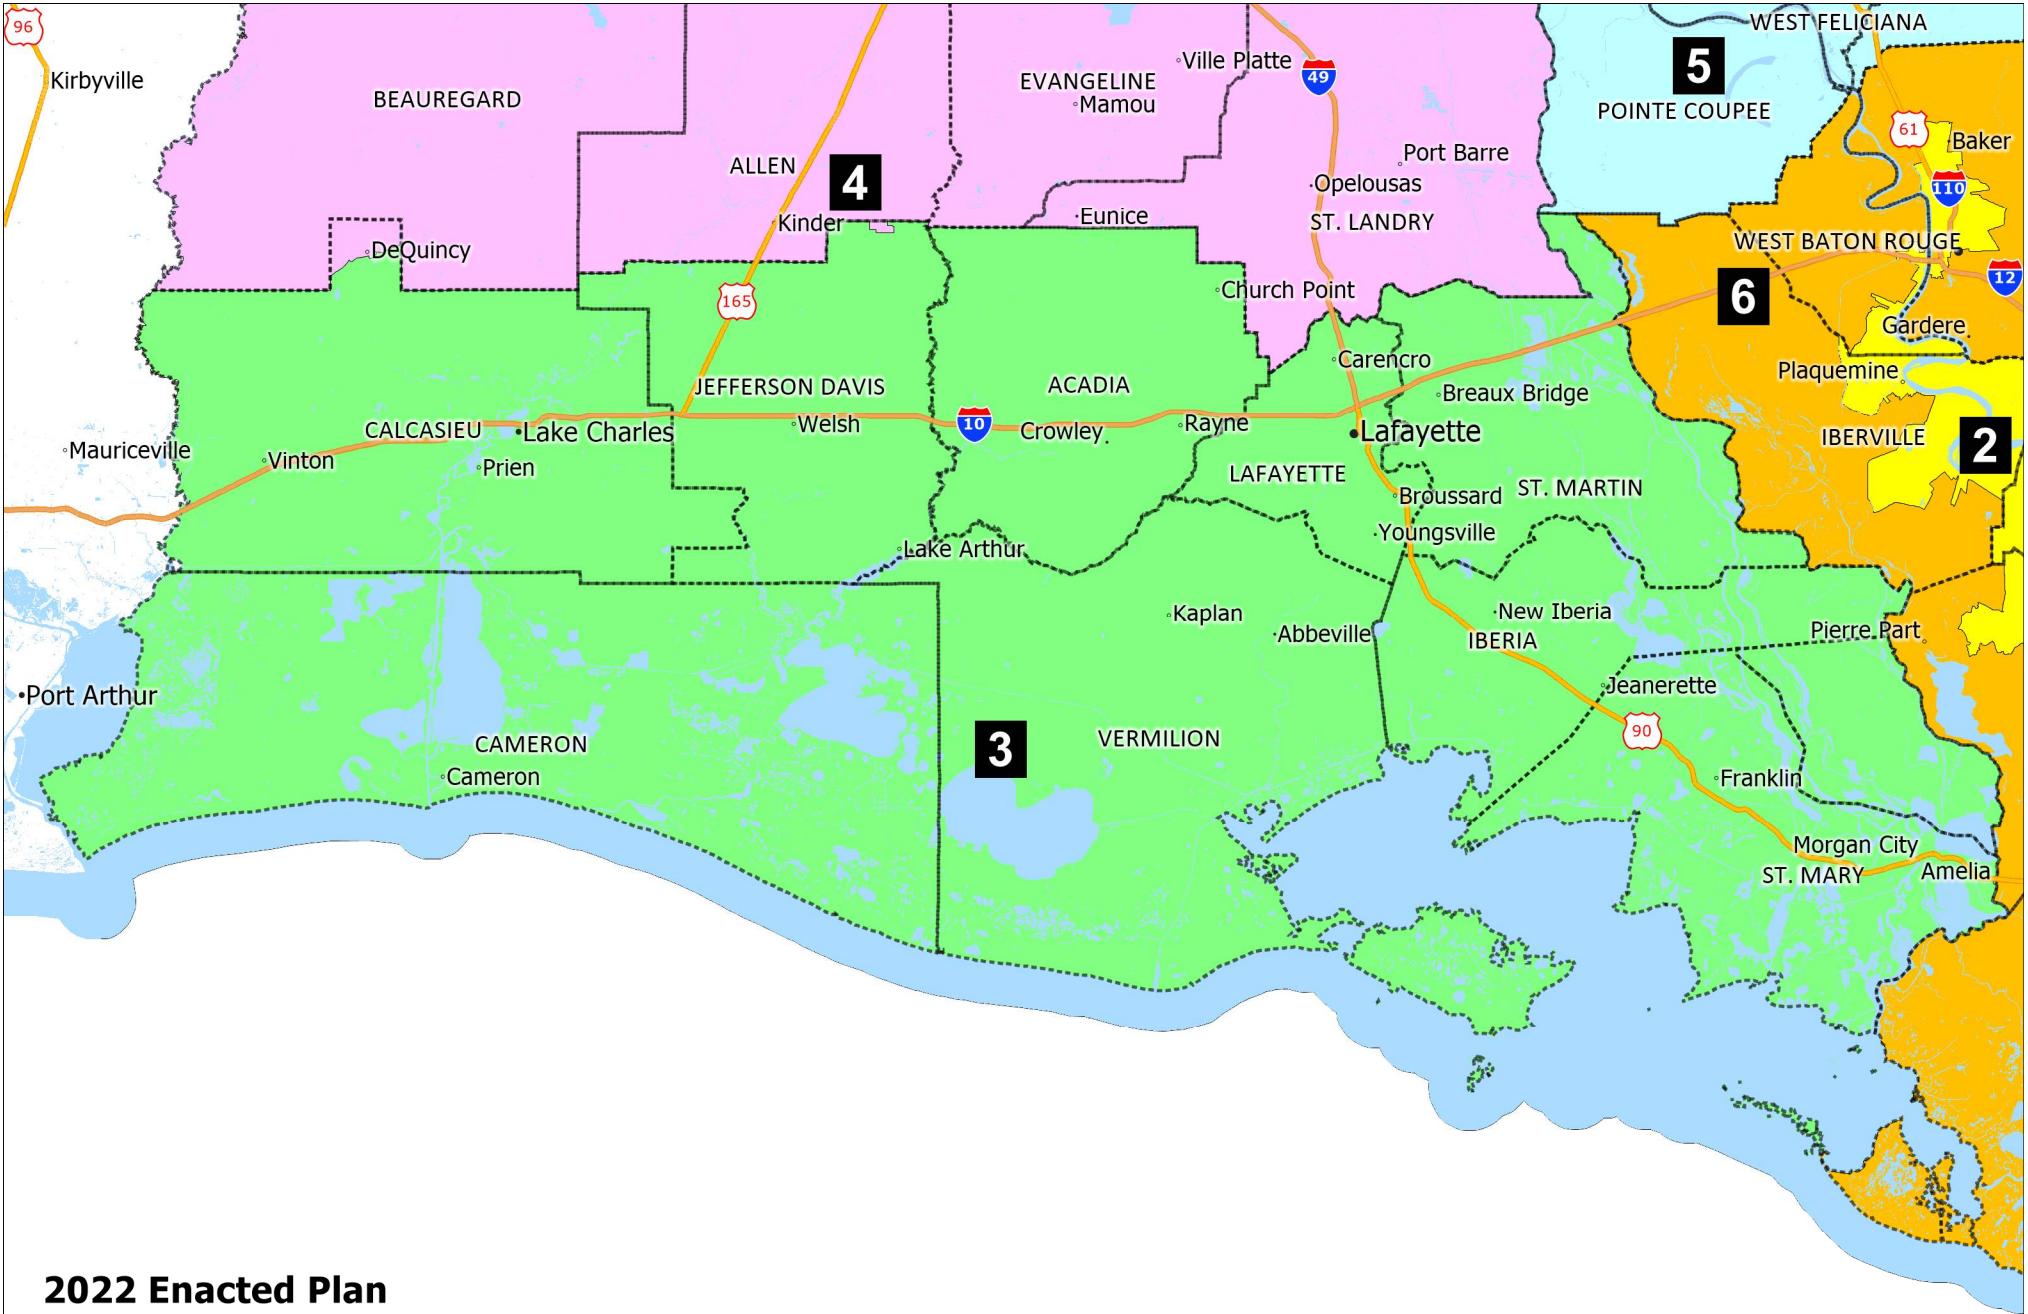 96
WEST FELICIANA
Kirbyville
Ville Platte
49
5
EVANGELINE
BEAUREGARD
Mamou
POINTE COUPEE
61
Baker
Port Barre
ALLEN
4
Opelousas
110
Eunice
Kinder
ST. LANDRY
WEST BATON ROUGE
DeQuincy
12
Church Point
6
165
Gardere
Carencro
Plaquemine
JEFFERSON DAVIS
ACADIA
Breaux Bridge
Welsh
10
Rayne
CALCASIEU
Lake Charles
Crowley
Lafayette
IBERVILLE
2
Mauriceville
Vinton
Prien
LAFAYETTE
ST. MARTIN
Broussard
Youngsville
Lake Arthur
Kaplan
New Iberia
Abbeville
IBERIA
Pierre Part
Port Arthur
Jeanerette
90
CAMERON
3
VERMILION
Cameron
Franklin
Morgan City
ST. MARY
Amelia
2022 Enacted Plan